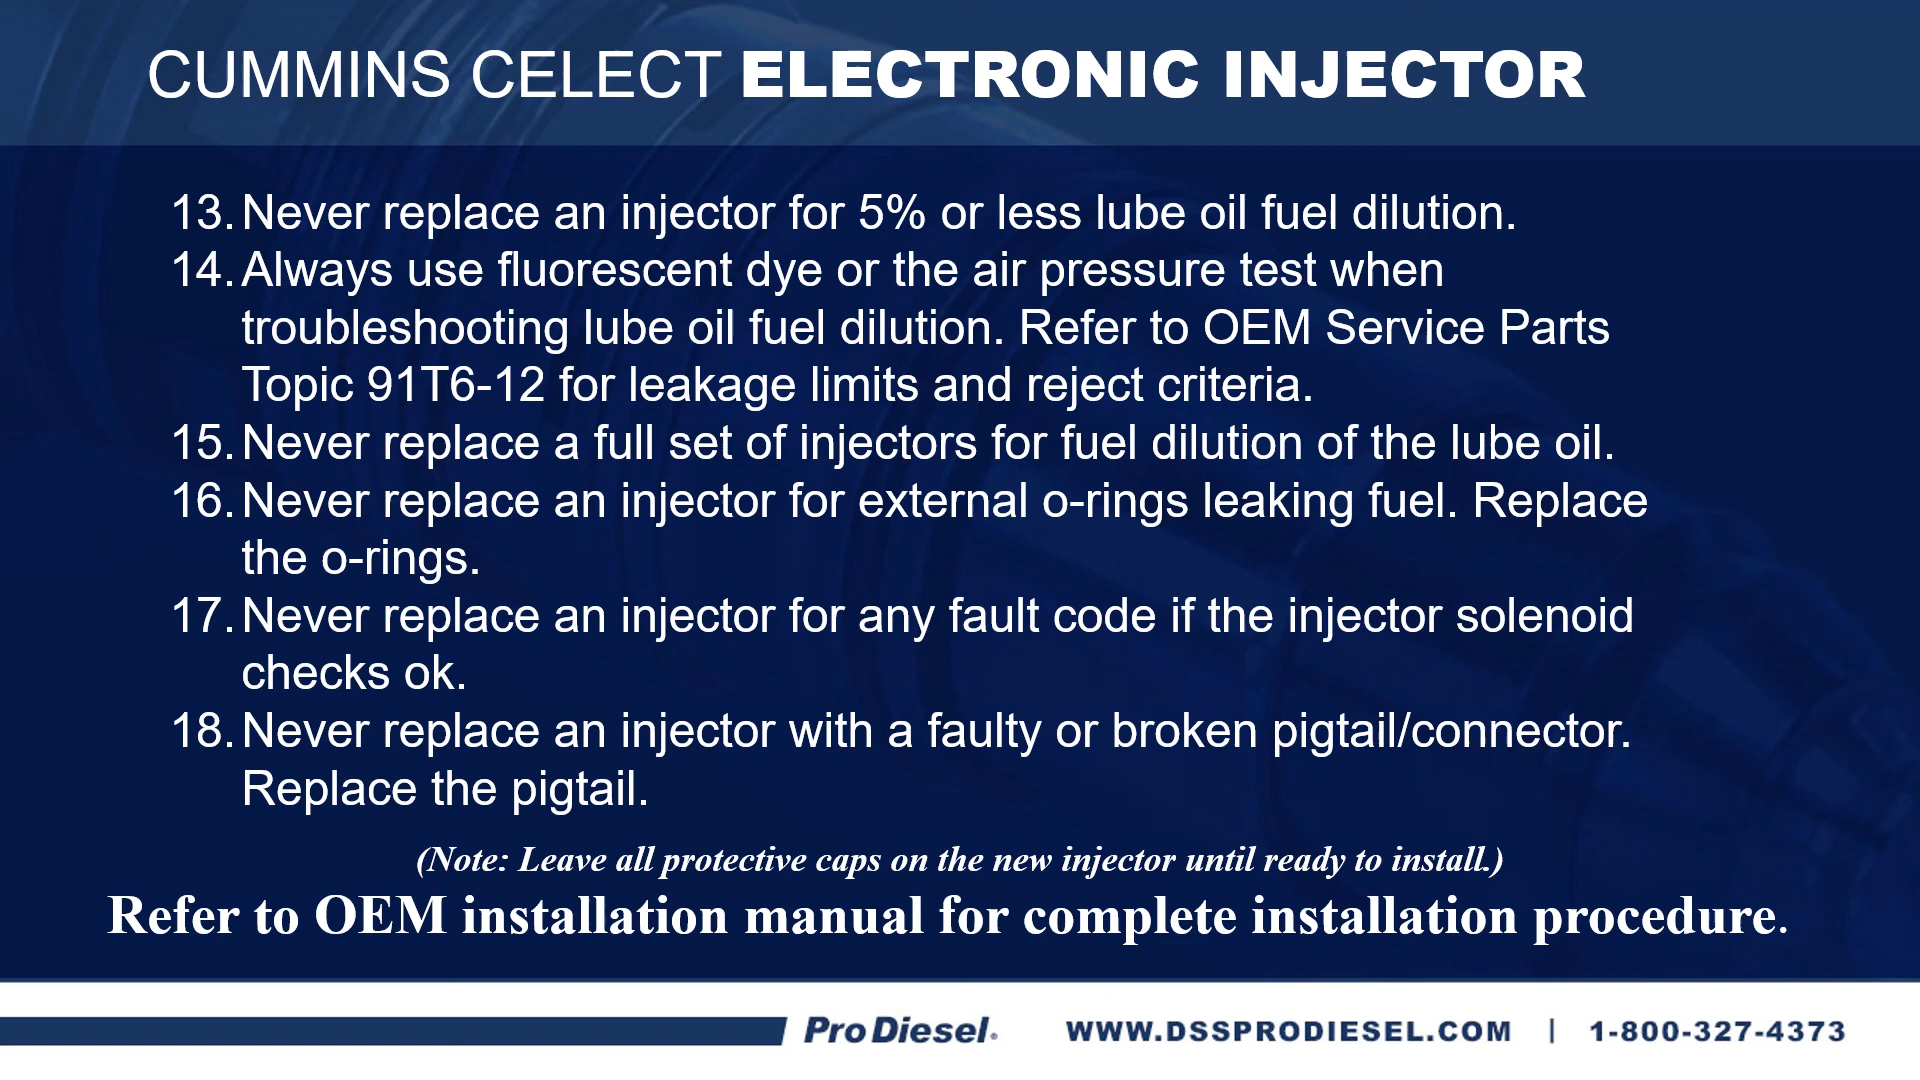 CUMMINS CELECT ELECTRONIC INJECTOR
13. Never replace an injector for 5% or less lube oil fuel dilution.
14. Always use fluorescent dye or the air pressure test when
troubleshooting lube oil fuel dilution. Refer to OEM Service Parts
Topic 91T6-12 for leakage limits and reject criteria.
15. Never replace a full set of injectors for fuel dilution of the lube oil.
16. Never replace an injector for external o-rings leaking fuel. Replace
the o-rings.
17. Never replace an injector for any fault code if the injector solenoid
checks ok.
18. Never replace an injector with a faulty or broken pigtail/connector.
Replace the pigtail.
(Note: Leave all protective caps on the new injector until ready to install.)
Refer to OEM installation manual for complete installation procedure.
Pro Diesel® WWW.DSSPRODIESEL.COM | 1-800-327-4373